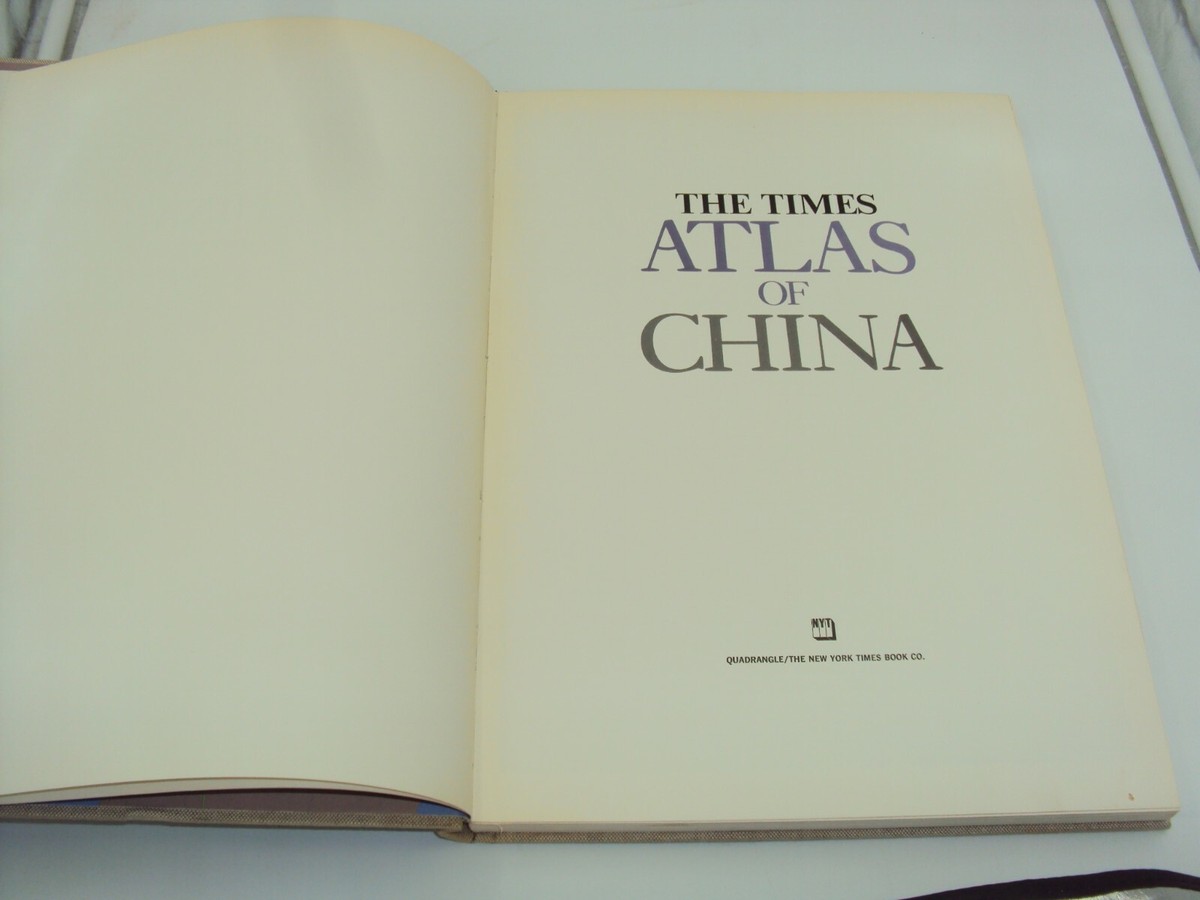 THE TIMES
ATLAS
OF
CHINA
NYT
QUADRANGLE/THE NEW YORK TIMES BOOK CO.